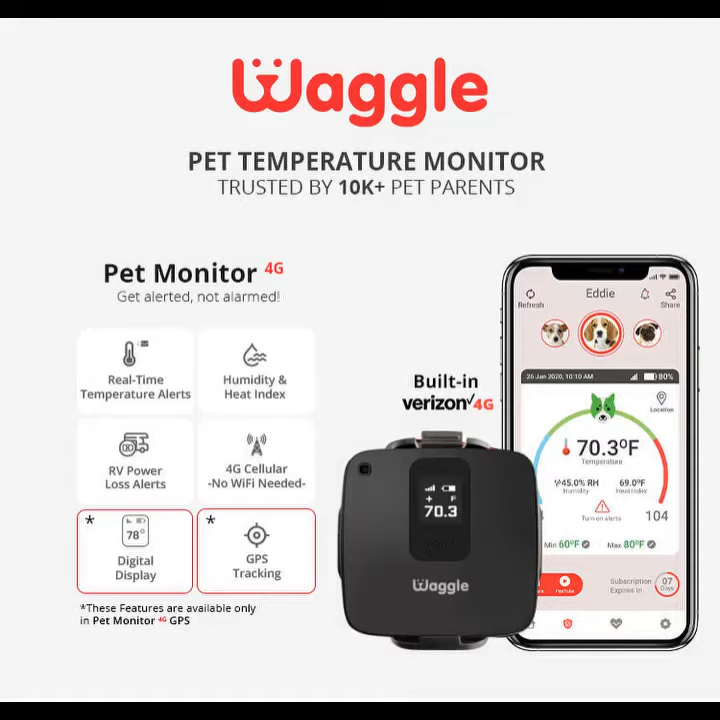 Waggle
PET TEMPERATURE MONITOR
TRUSTED BY 10K+ PET PARENTS
Pet Monitor 4G
Get alerted, not alarmed!
Real-Time
Temperature Alerts
Humidity &
Heat Index
RV Power
Loss Alerts
4G Cellular
-No WiFi Needed-
*
78°
Digital
Display
*
GPS
Tracking
*These Features are available only
in Pet Monitor 4G GPS
Built-in
verizon✓4G
+ F
70.3
Waggle
Eddie
Refresh
Share
26 Jan 2020, 10:10 AM
80%
Location
70.3°F
Temperature
45.0% RH
Humidity
69.0°F
Heat Index
Turn on alerts
104
Min 60°F
Max 80°F
YouTube
Subscription
Expires in
07
Days